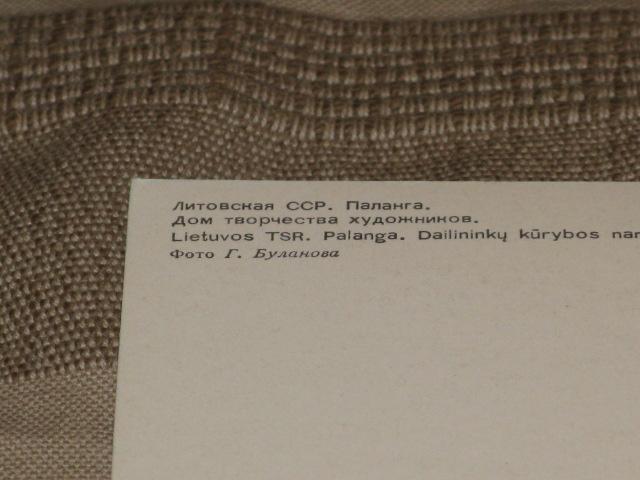 Литовская ССР. Паланга.
Дом творчества художников.
Lietuvos TSR. Palanga. Dailininkų kūrybos
Фото Г. Буланова